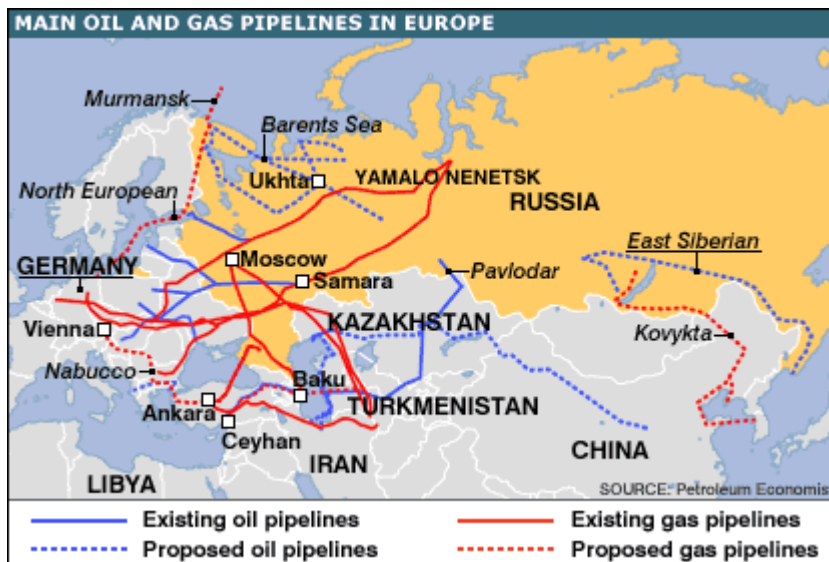 MAIN OIL AND GAS PIPELINES IN EUROPE
Murmansk
Barents Sea
Ukhta
YAMALO NENETSK
North European
RUSSIA
Moscow
East Siberian
GERMANY
Samara
Pavlodar
Vienna
KAZAKHSTAN
Kovykta
Nabucco
Baku
Ankara
TURKMENISTAN
Ceyhan
CHINA
IRAN
LIBYA
SOURCE: Petroleum Economis
Existing oil pipelines
Existing gas pipelines
Proposed oil pipelines
Proposed gas pipelines